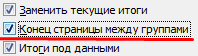 Заменить текущие итоги
Конец страницы между группами
Итоги под данными